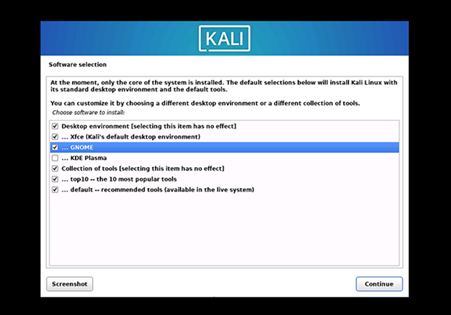 KALI
Software selection
At the moment, only the core of the system is installed. The default selections below will install Kali Linux with
its standard desktop environment and the default tools.
You can customize it by choosing a different desktop environment or a different collection of tools.
Choose software to install:
Desktop environment [selecting this item has no effect]
... Xfce (Kali's default desktop environment)
... GNOME
... KDE Plasma
Collection of tools [selecting this item has no effect]
... top10 -- the 10 most popular tools
... default -- recommended tools (available in the live system)
Screenshot
Continue